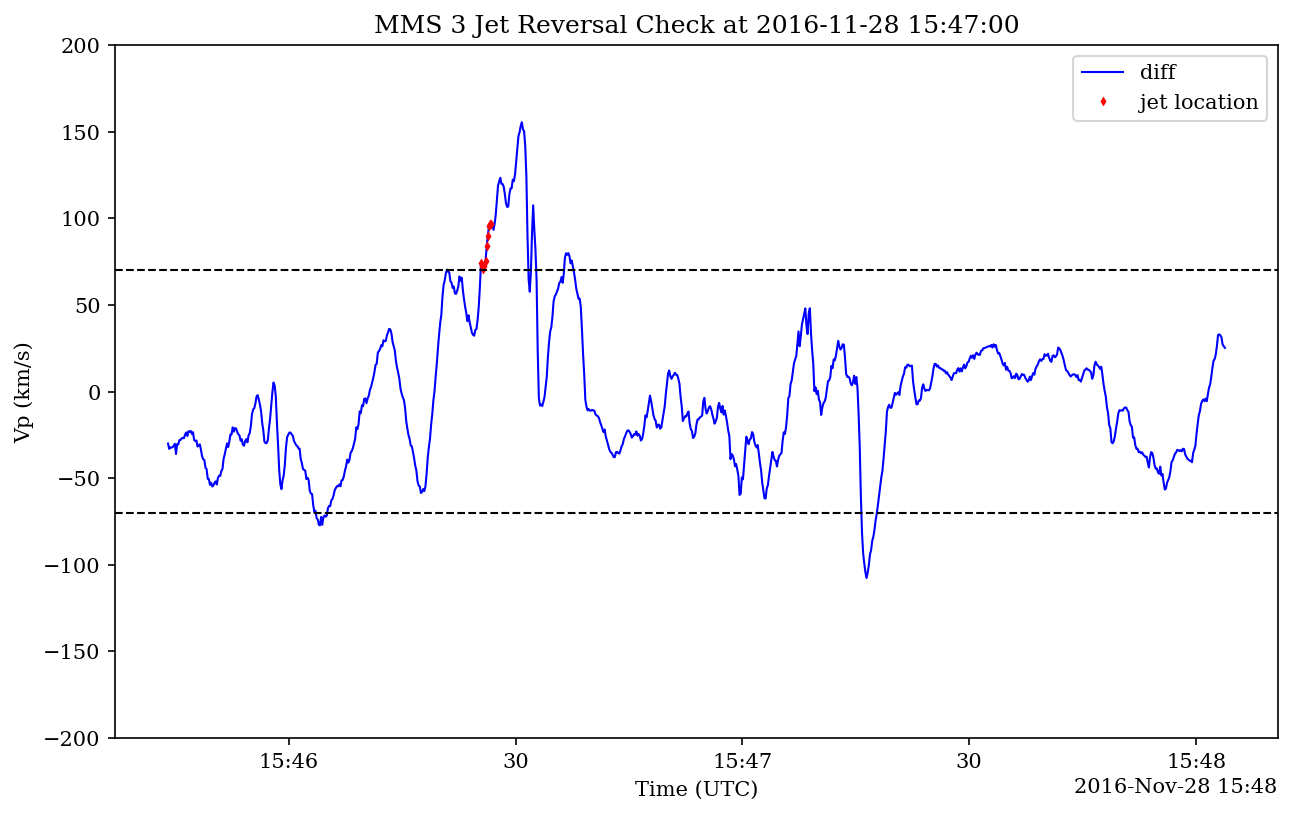 MMS 3 Jet Reversal Check at 2016-11-28 15:47:00
200
150
100
50
0
−50
−100
−150
−200
Vp (km/s)
diff
jet location
15:46
30
15:47
30
15:48
Time (UTC)
2016-Nov-28 15:48